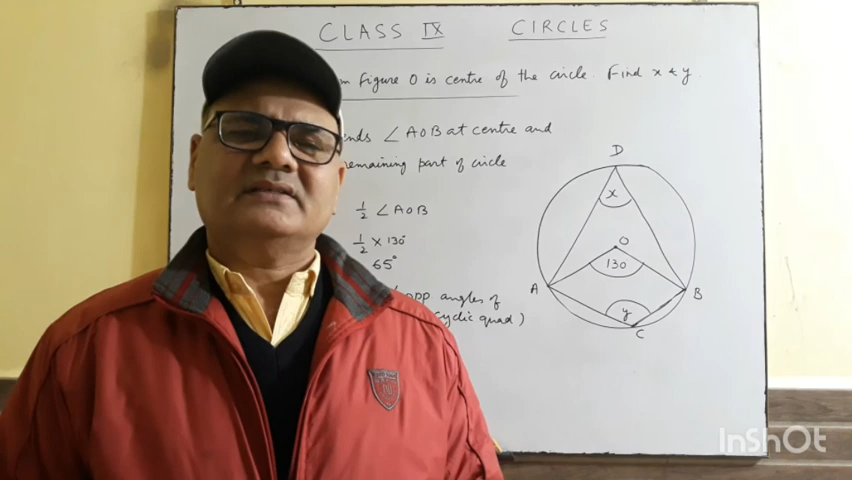 CLASS IX CIRCLES
figure O is centre of the circle. Find x & y.
∠AOB at centre and
remaining part of circle
1/2 ∠AOB
1/2 × 130°
65°
opp angles of
cyclic quad)
D
x
O
130
A
B
y
C
InShOt